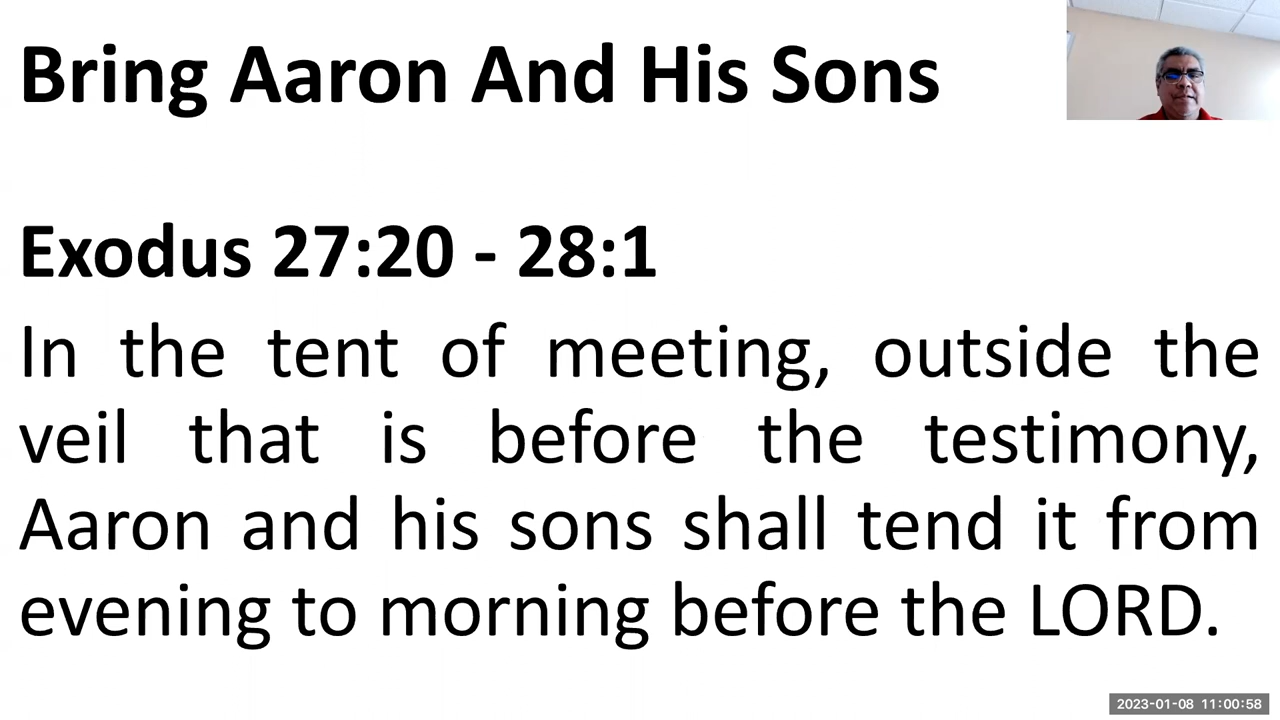 Bring Aaron And His Sons
Exodus 27:20 - 28:1
In the tent of meeting, outside the
veil that is before the testimony,
Aaron and his sons shall tend it from
evening to morning before the LORD.
2023-01-08 11:00:58